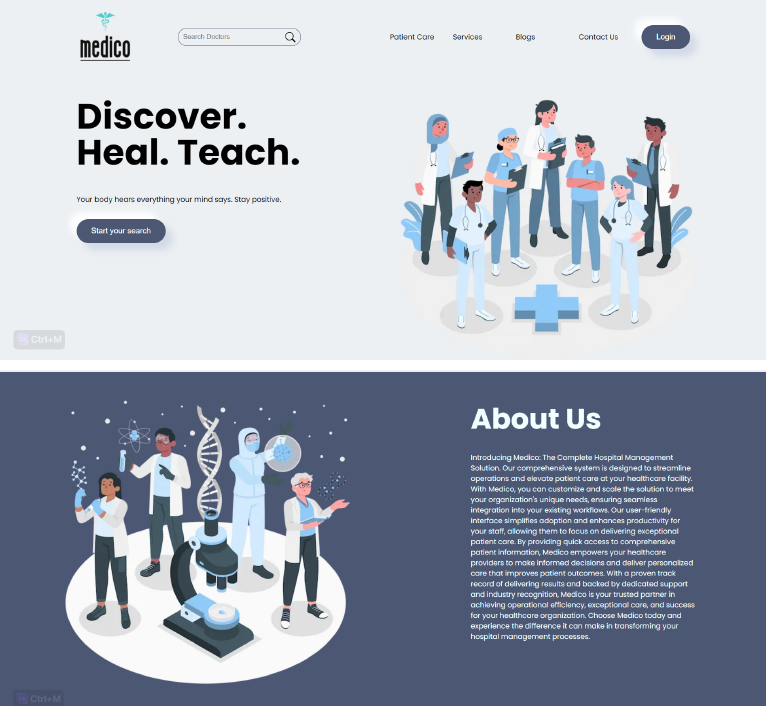 medico
Search Doctors
Patient Care
Services
Blogs
Contact Us
Login
Discover.
Heal. Teach.
Your body hears everything your mind says. Stay positive.
Start your search
Ctrl+M
About Us
Introducing Medico: The Complete Hospital Management
Solution. Our comprehensive system is designed to streamline
operations and elevate patient care at your healthcare facility.
With Medico, you can customize and scale the solution to meet
your organization's unique needs, ensuring seamless
integration into your existing workflows. Our user-friendly
interface simplifies adoption and enhances productivity for
your staff, allowing them to focus on delivering exceptional
patient care. By providing quick access to comprehensive
patient information, Medico empowers your healthcare
providers to make informed decisions and deliver personalized
care that improves patient outcomes. With a proven track
record of delivering results and backed by dedicated support
and industry recognition, Medico is your trusted partner in
achieving operational efficiency, exceptional care, and success
for your healthcare organization. Choose Medico today and
experience the difference it can make in transforming your
hospital management processes.
Ctrl+M